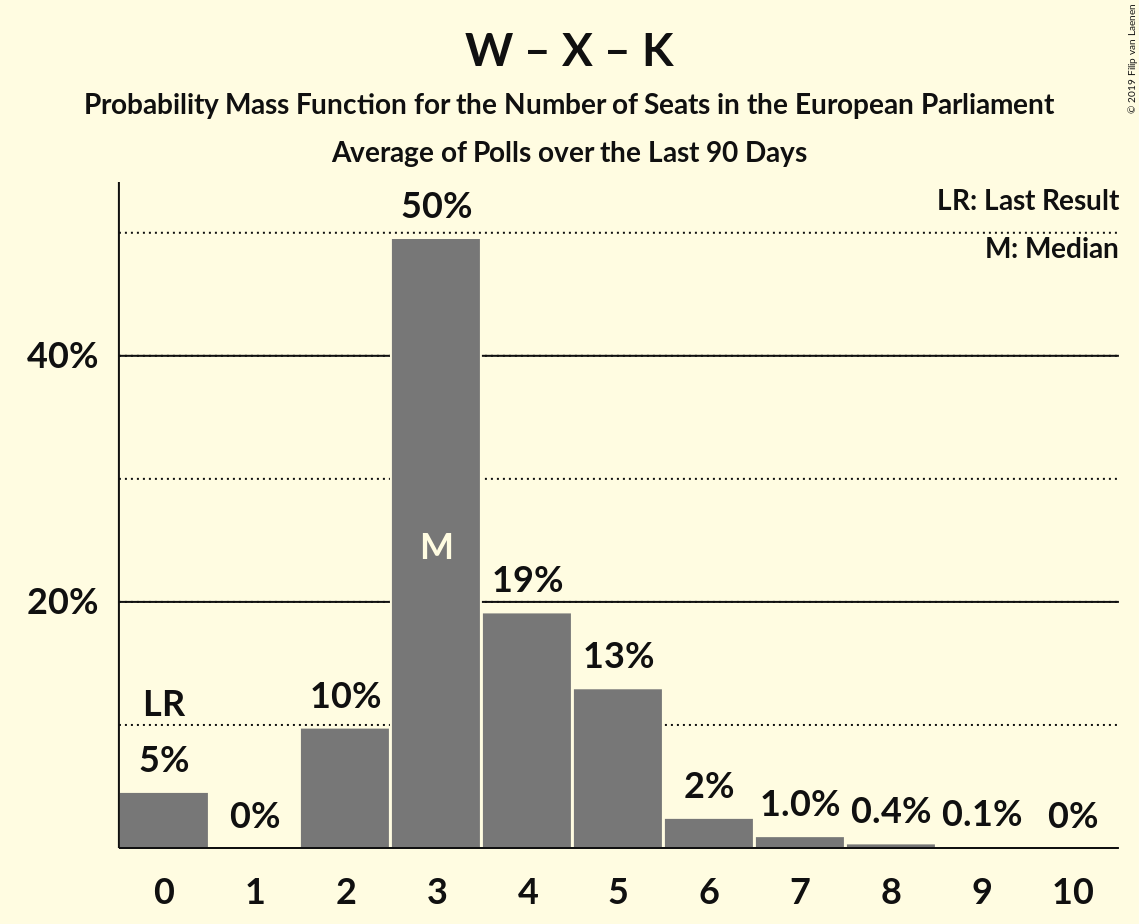 W – X – K
Probability Mass Function for the Number of Seats in the European Parliament
Average of Polls over the Last 90 Days
© 2019 Filip van Laenen
LR: Last Result
M: Median
50%
40%
M
19%
20%
13%
LR
10%
5%
0%
2%
1.0%
0.4%
0.1%
0%
0 1 2 3 4 5 6 7 8 9 10